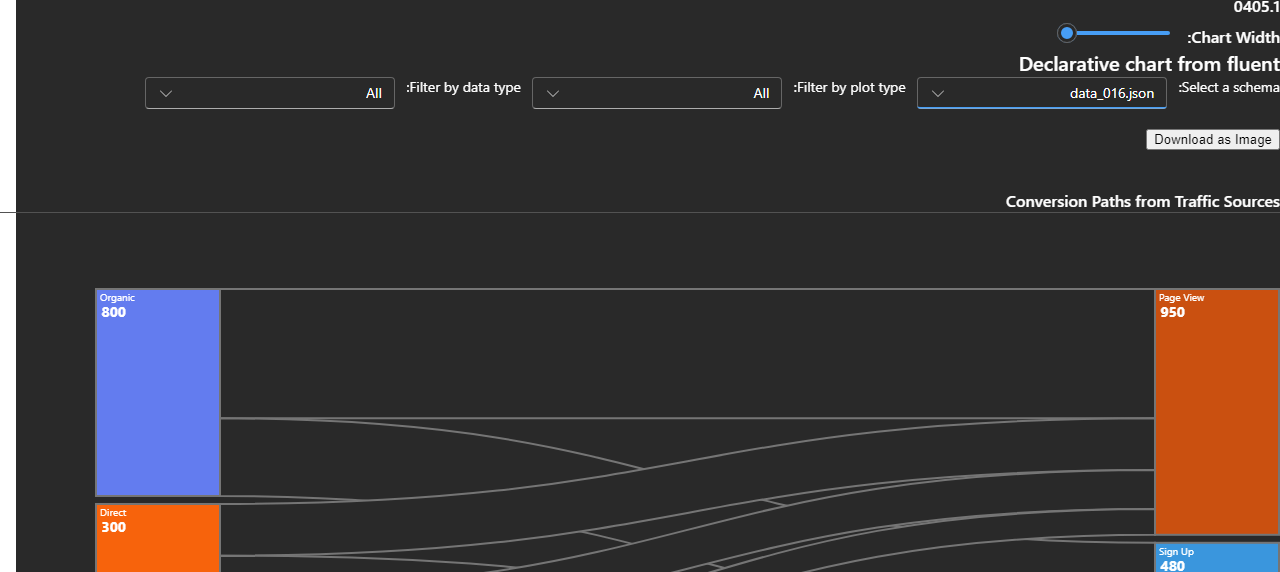 0405.1
:Chart Width
Declarative chart from fluent
:Select a schema
data_016.json
:Filter by plot type
All
:Filter by data type
All
Download as Image
Conversion Paths from Traffic Sources
Organic
800
Page View
950
Direct
300
Sign Up
480